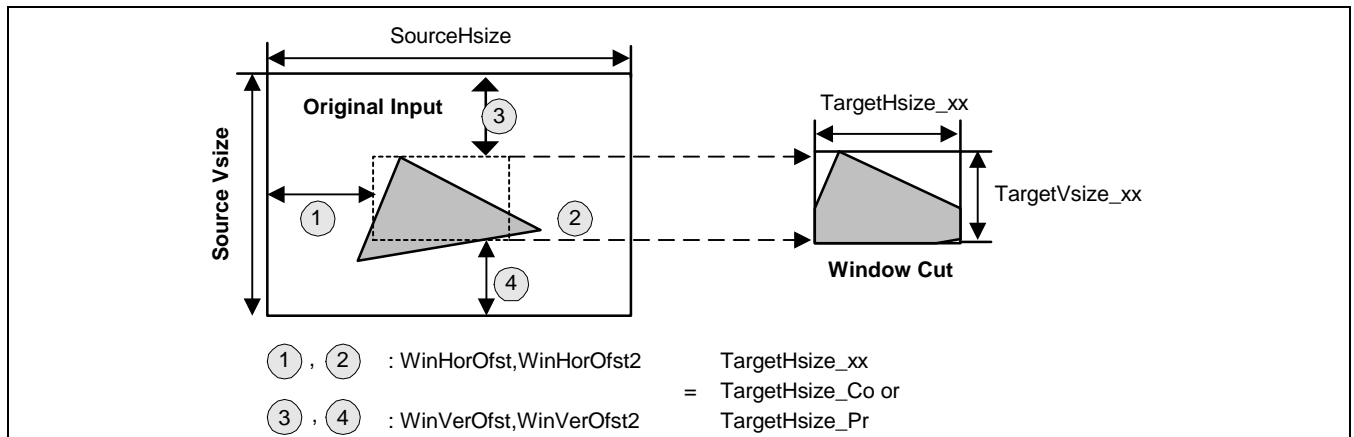 SourceHsize
Original Input
3
TargetHsize_xx
Source Vsize
1
2
TargetVsize_xx
4
Window Cut
1 , 2 : WinHorOfst,WinHorOfst2 TargetHsize_xx
= TargetHsize_Co or
3 , 4 : WinVerOfst,WinVerOfst2 TargetHsize_Pr